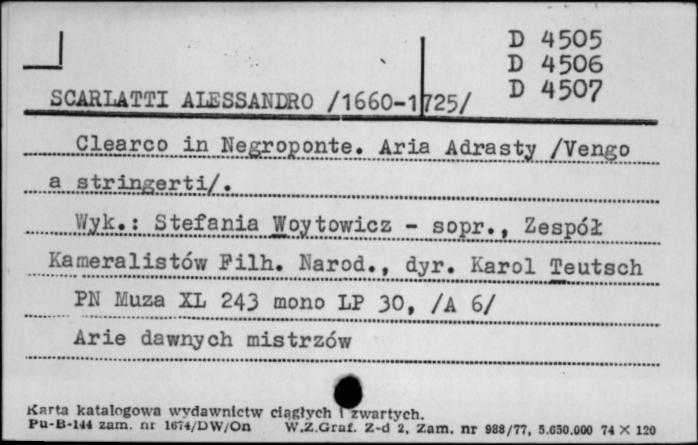 D 4505
D 4506
D 4507
SCARLATTI ALESSANDRO /1660-1725/
Clearco in Negroponte. Aria Adrasty /Vengo
a stringerti/.
Wyk.: Stefania Woytowicz - sopr., Zespół
Kameralistów Filh. Narod., dyr. Karol Teutsch
PN Muza XL 243 mono LP 30, /A 6/
Arie dawnych mistrzów
Karta katalogowa wydawnictw ciągłych i zwartych.
Pu-B-144 zam. nr 1674/DW/On W.Z.Graf. Z-d 2, Zam. nr 988/77, 5.650.000 74 × 120